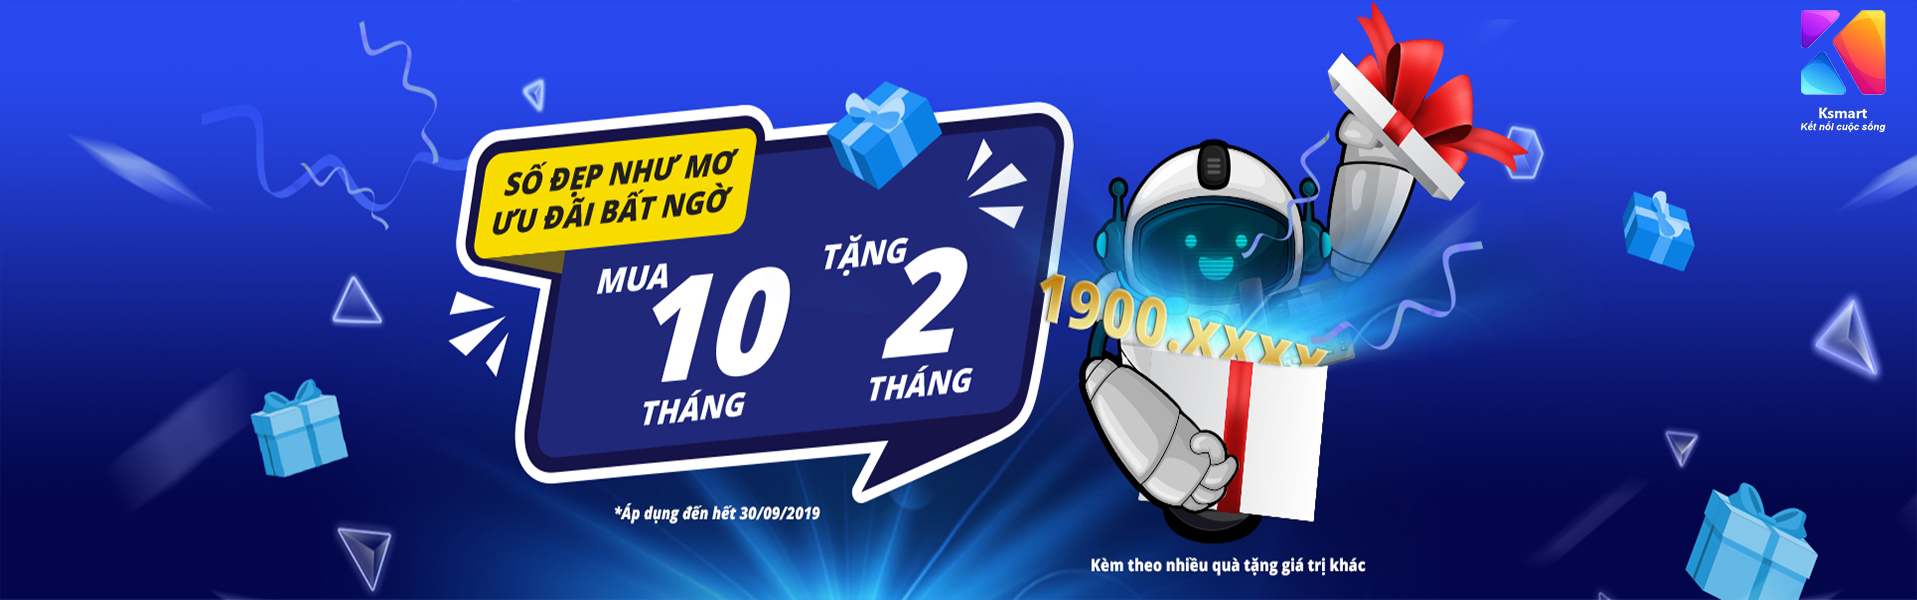 Ksmart
Kết nối cuộc sống
SỐ ĐẸP NHƯ MƠ
ƯU ĐÃI BẤT NGỜ
MUA
10
THÁNG
TẶNG
2
THÁNG
1900.XXXX
*Áp dụng đến hết 30/09/2019
Kèm theo nhiều quà tặng giá trị khác